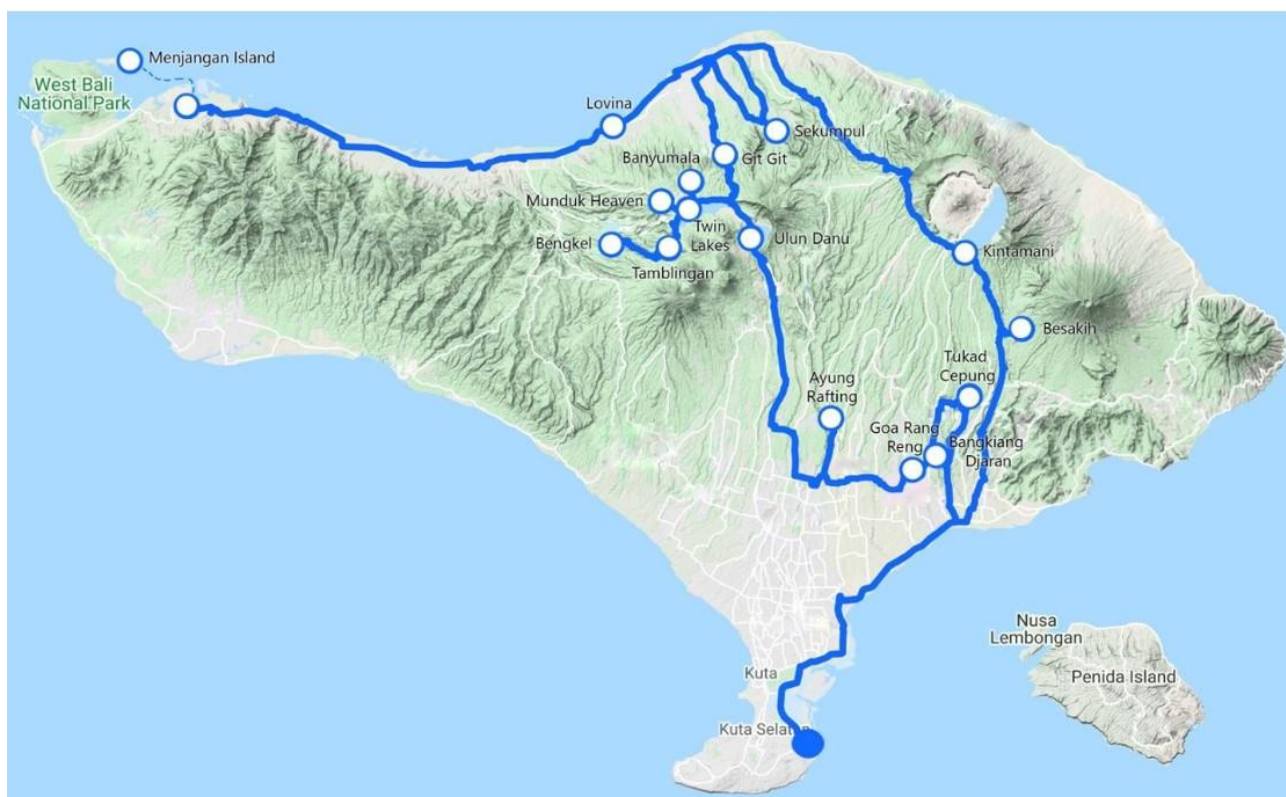 Menjangan Island
West Bali
National Park
Lovina
Sekumpul
Banyumala
Git Git
Munduk Heaven
Twin
Lakes
Ulun Danu
Bengkel
Tamblingan
Kintamani
Besakih
Tukad
Cepung
Ayung
Rafting
Goa Rang
Reng
Bangkiang
Djaran
Nusa
Lembongan
Kuta
Penida Island
Kuta Selatan